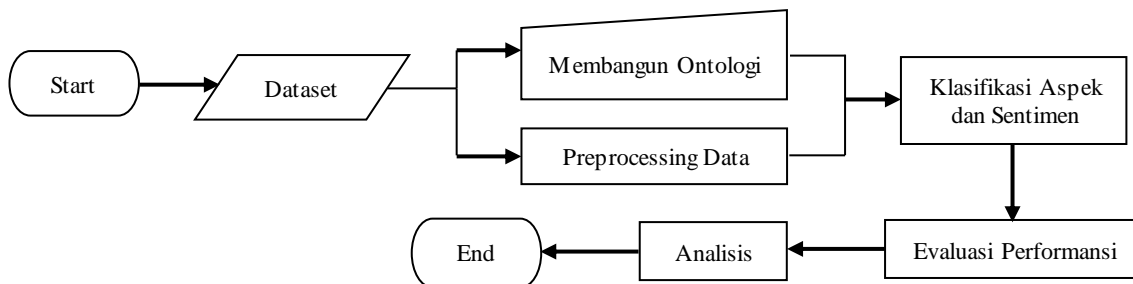 Start
Dataset
Membangun Ontologi
Preprocessing Data
Klasifikasi Aspek
dan Sentimen
Evaluasi Performansi
Analisis
End